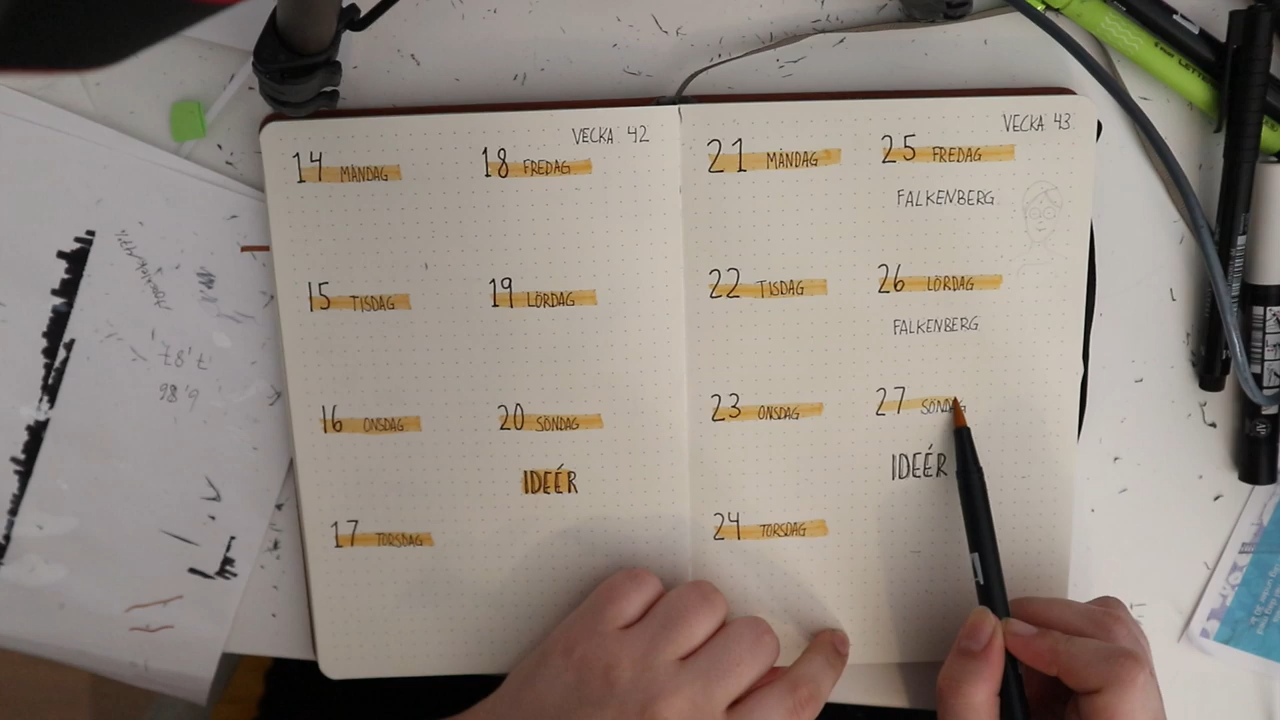 VECKA 42
14 MÅNDAG
15 TISDAG
16 ONSDAG
17 TORSDAG
18 FREDAG
19 LÖRDAG
20 SÖNDAG
IDEÉR
VECKA 43
21 MÅNDAG
22 TISDAG
23 ONSDAG
24 TORSDAG
25 FREDAG
FALKENBERG
26 LÖRDAG
FALKENBERG
27 SÖNDAG
IDEÉR